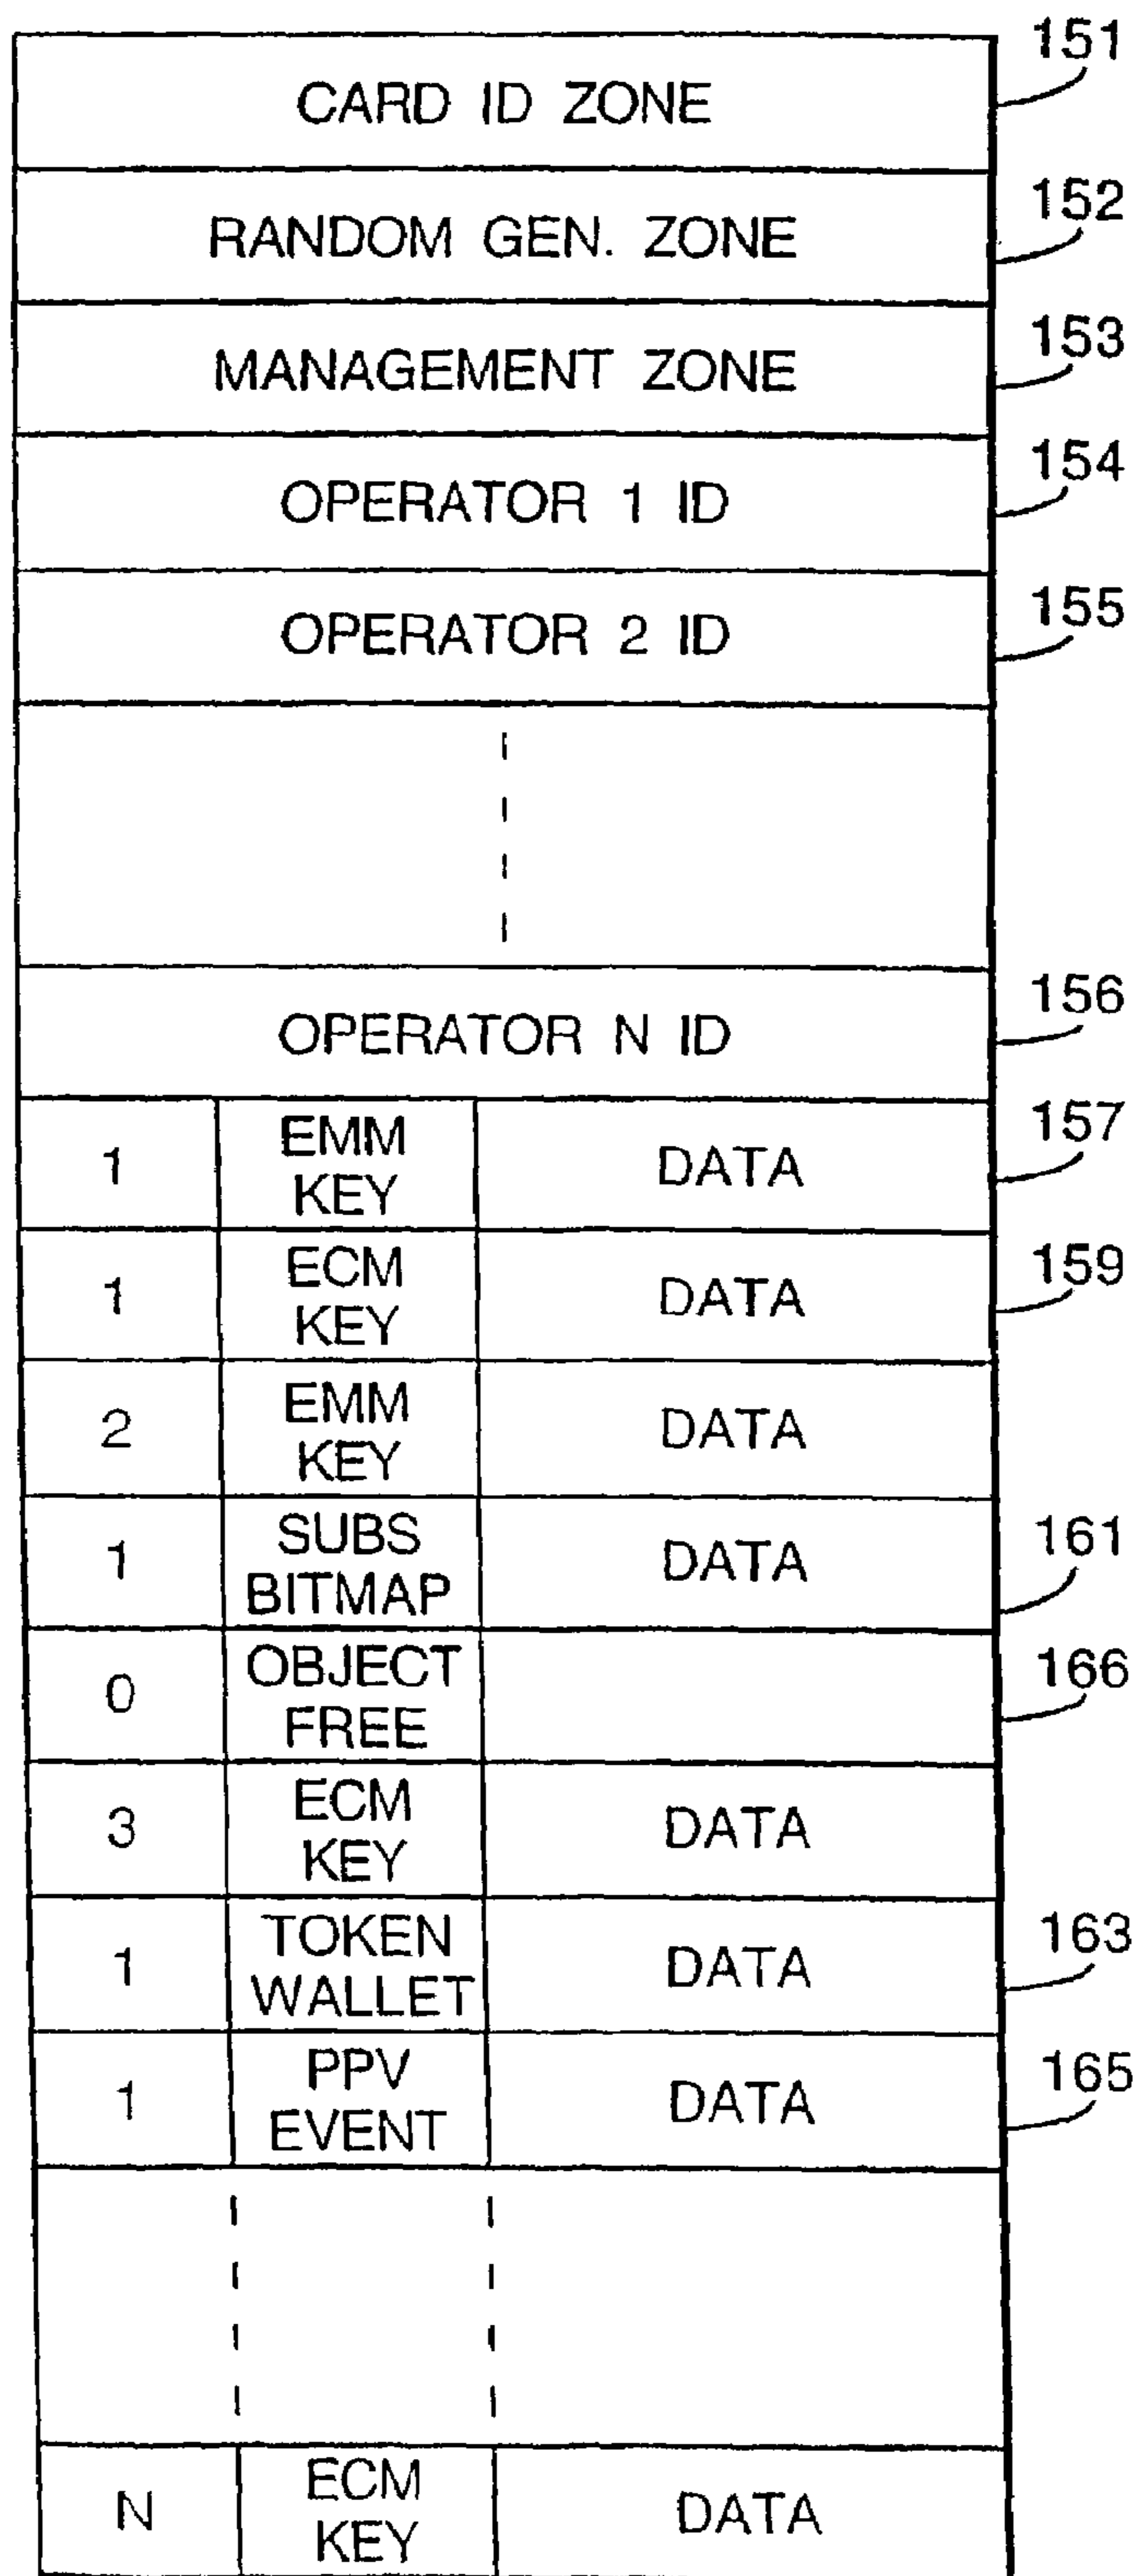 151
CARD ID ZONE
152
RANDOM GEN. ZONE
153
MANAGEMENT ZONE
154
OPERATOR 1 ID
155
OPERATOR 2 ID
156
OPERATOR N ID
157
1 EMM KEY DATA
159
1 ECM KEY DATA
2 EMM KEY DATA
161
1 SUBS BITMAP DATA
166
0 OBJECT FREE
3 ECM KEY DATA
163
1 TOKEN WALLET DATA
165
1 PPV EVENT DATA
N ECM KEY DATA